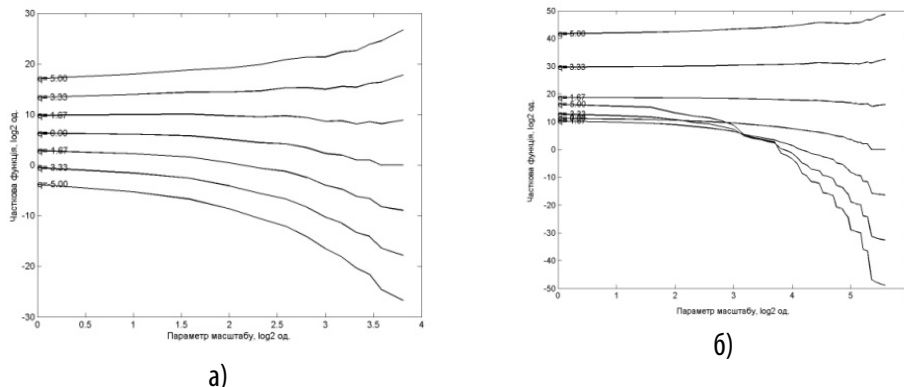 30
20
10
0
-10
-20
-30
q=-5.00
q=-3.33
q=-1.67
q=0.00
q=1.67
q=3.33
q=5.00
0 0.5 1 1.5 2 2.5 3 3.5 4
Часткова функція, log2 од.
Параметр масштабу, log2 од.
а)
50
40
30
20
10
0
-10
-20
-30
-40
-50
q=-5.00
q=-3.33
q=-1.67
0 1 2 3 4 5
Часткова функція, log2 од.
Параметр масштабу, log2 од.
б)